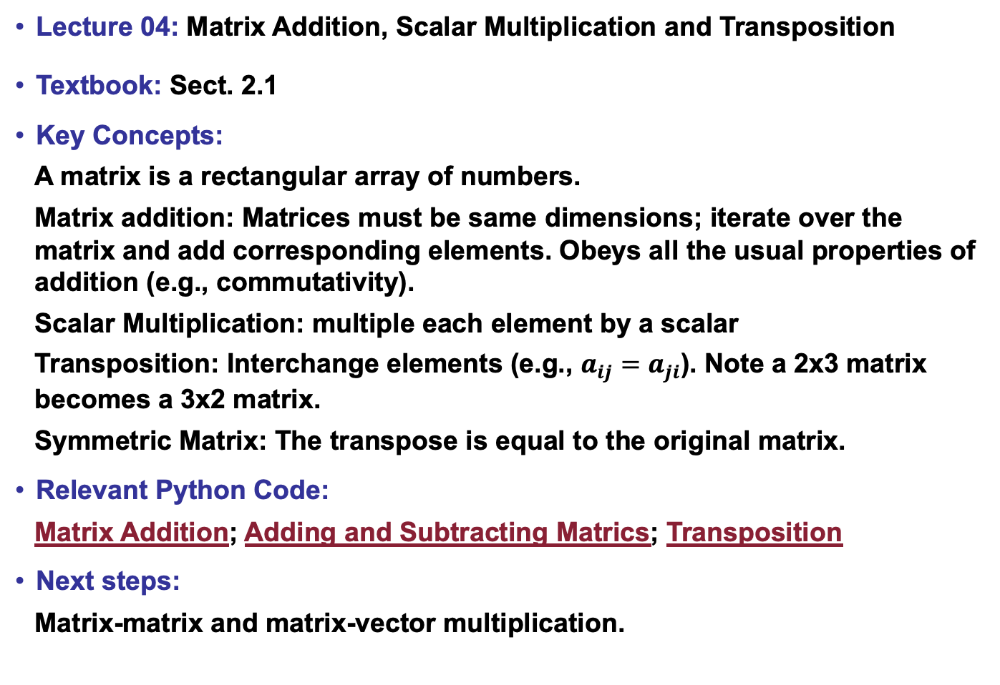 • Lecture 04: Matrix Addition, Scalar Multiplication and Transposition
• Textbook: Sect. 2.1
• Key Concepts:
A matrix is a rectangular array of numbers.
Matrix addition: Matrices must be same dimensions; iterate over the
matrix and add corresponding elements. Obeys all the usual properties of
addition (e.g., commutativity).
Scalar Multiplication: multiple each element by a scalar
Transposition: Interchange elements (e.g., $a_{ij} = a_{ji}$). Note a 2x3 matrix
becomes a 3x2 matrix.
Symmetric Matrix: The transpose is equal to the original matrix.
• Relevant Python Code:
Matrix Addition; Adding and Subtracting Matrics; Transposition
• Next steps:
Matrix-matrix and matrix-vector multiplication.